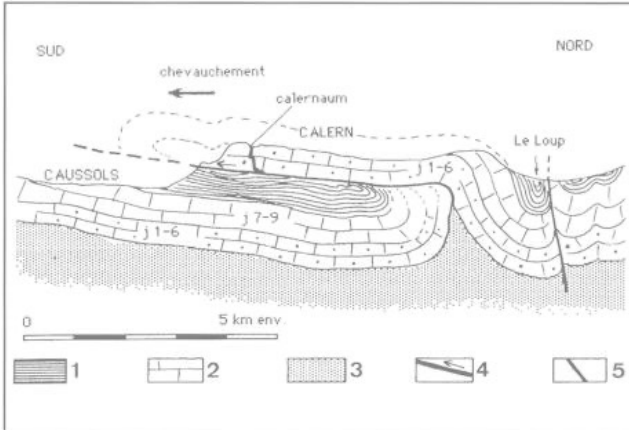 SUD
NORD
chevauchement
calernaum
CALERN
Le Loup
CAUSSOLS
j 1-6
j 7-9
j 1-6
0 5 km env.
1 2 3 4 5